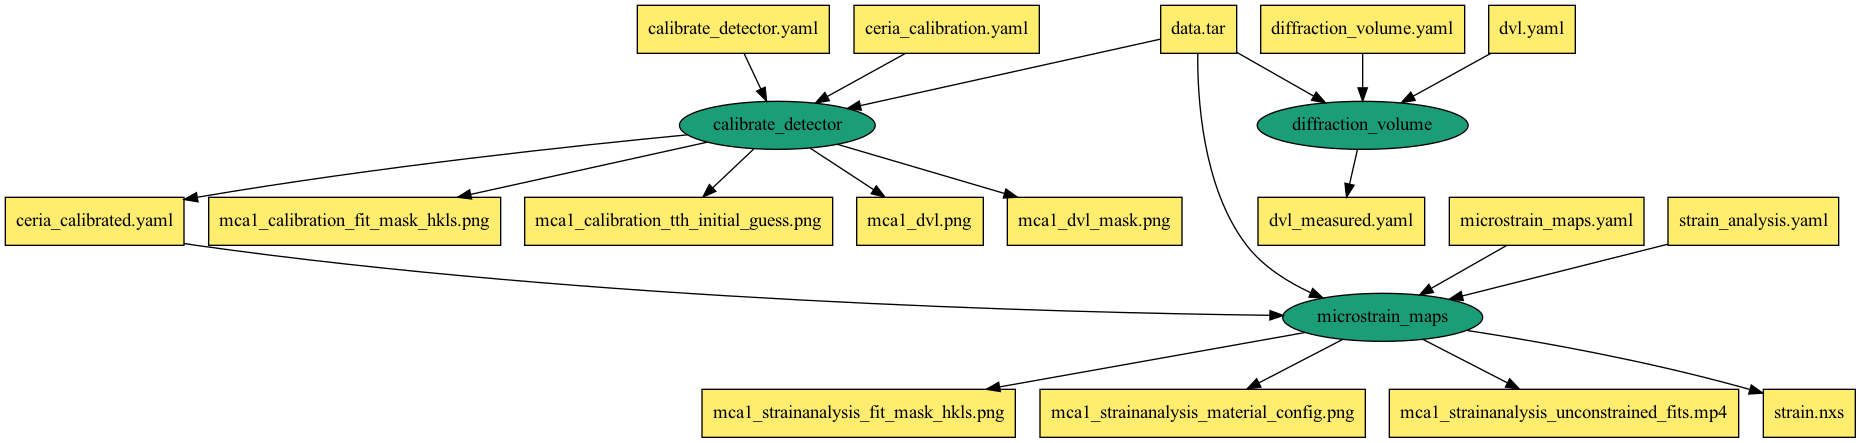 calibrate_detector.yaml
ceria_calibration.yaml
data.tar
diffraction_volume.yaml
dvl.yaml
calibrate_detector
diffraction_volume
ceria_calibrated.yaml
mca1_calibration_fit_mask_hkls.png
mca1_calibration_tth_initial_guess.png
mca1_dvl.png
mca1_dvl_mask.png
dvl_measured.yaml
microstrain_maps.yaml
strain_analysis.yaml
microstrain_maps
mca1_strainanalysis_fit_mask_hkls.png
mca1_strainanalysis_material_config.png
mca1_strainanalysis_unconstrained_fits.mp4
strain.nxs